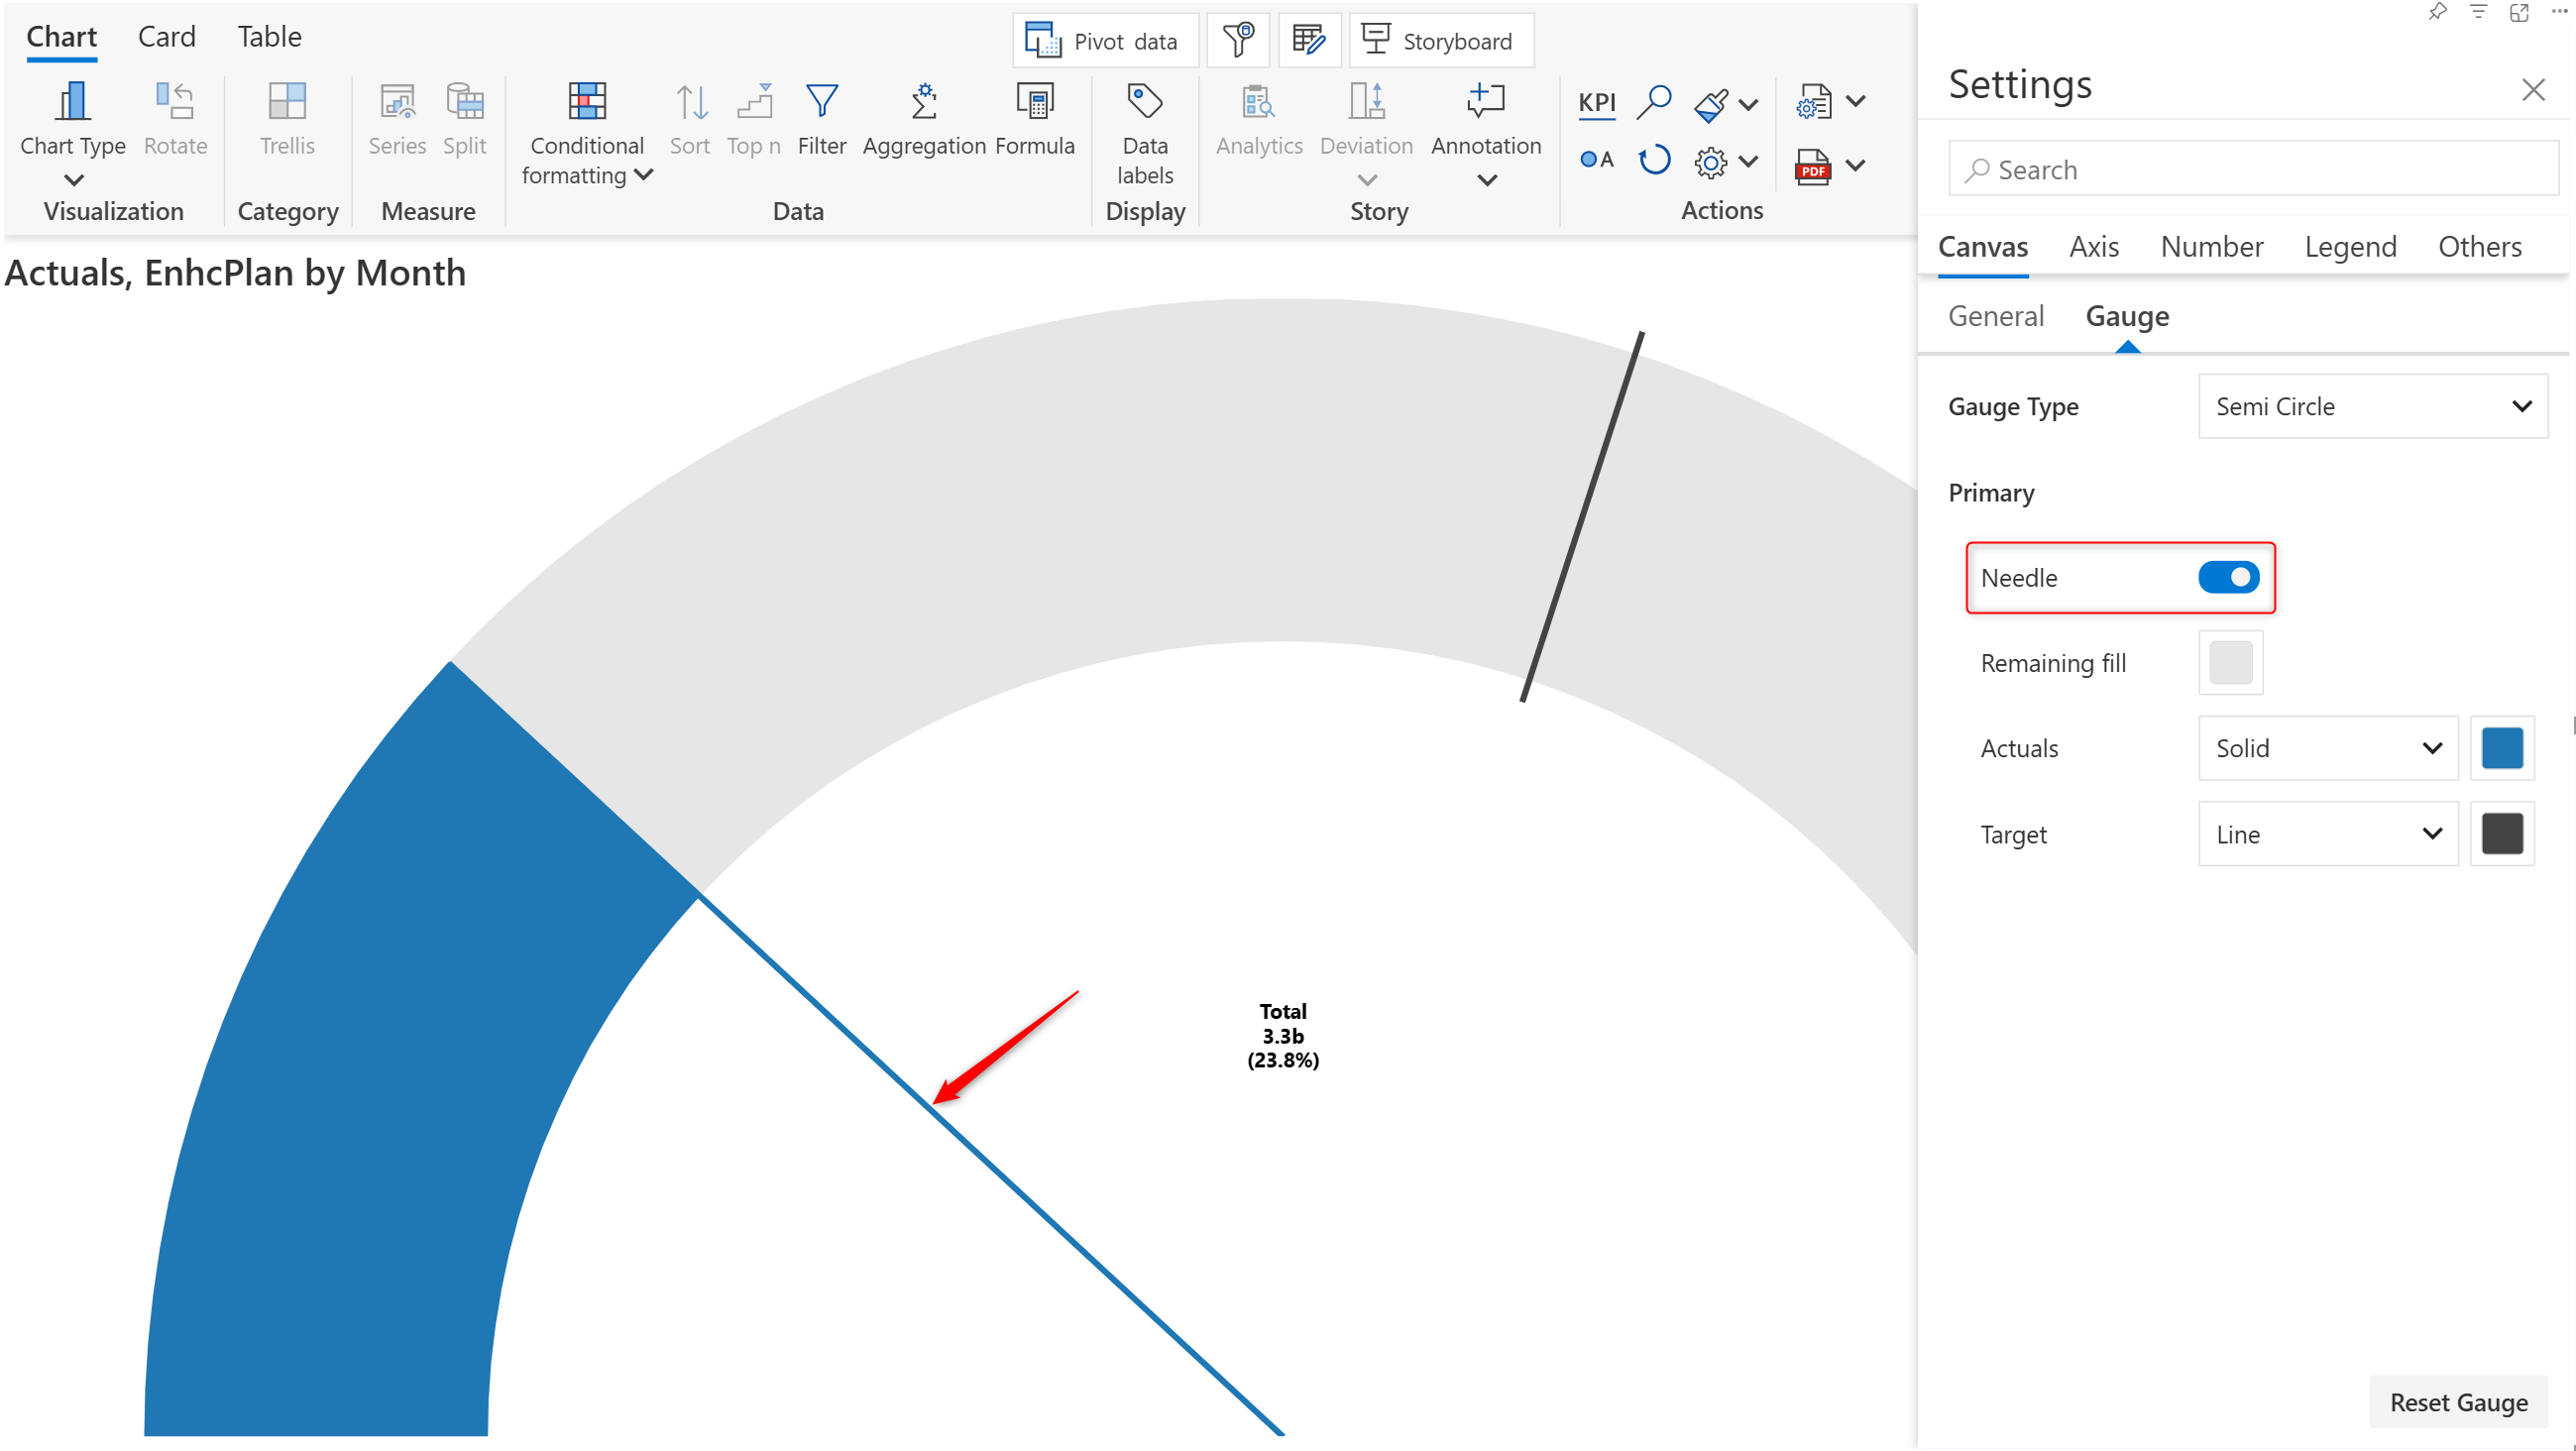 Chart Card Table
Pivot data Storyboard
Chart Type Rotate Trellis Series Split Conditional formatting Sort Top n Filter Aggregation Formula Data labels Analytics Deviation Annotation KPI
A
PDF
Visualization Category Measure Data Display Story Actions
Actuals, EnhcPlan by Month
Total
3.3b
(23.8%)
Settings
Search
Canvas Axis Number Legend Others
General Gauge
Gauge Type Semi Circle
Primary
Needle
Remaining fill
Actuals Solid
Target Line
Reset Gauge